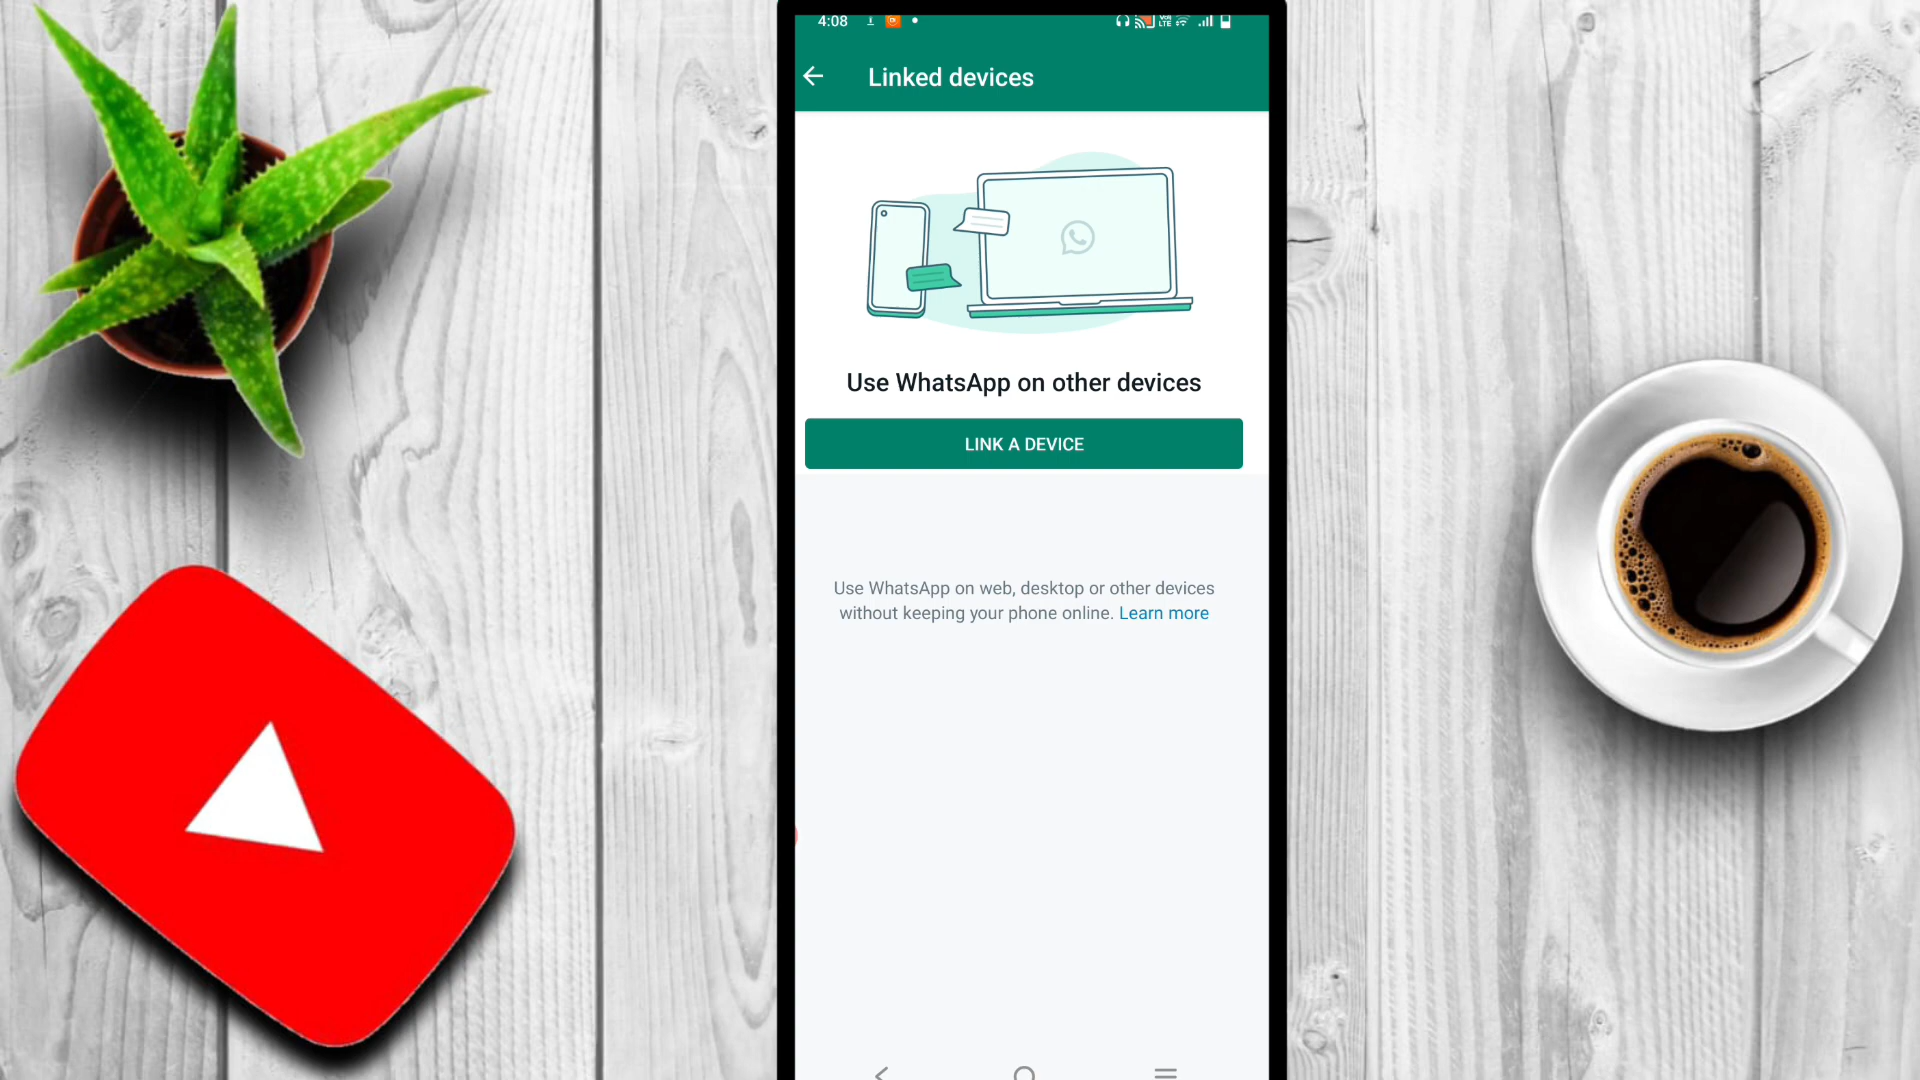 4:08
Linked devices
Use WhatsApp on other devices
LINK A DEVICE
Use WhatsApp on web, desktop or other devices
without keeping your phone online. Learn more